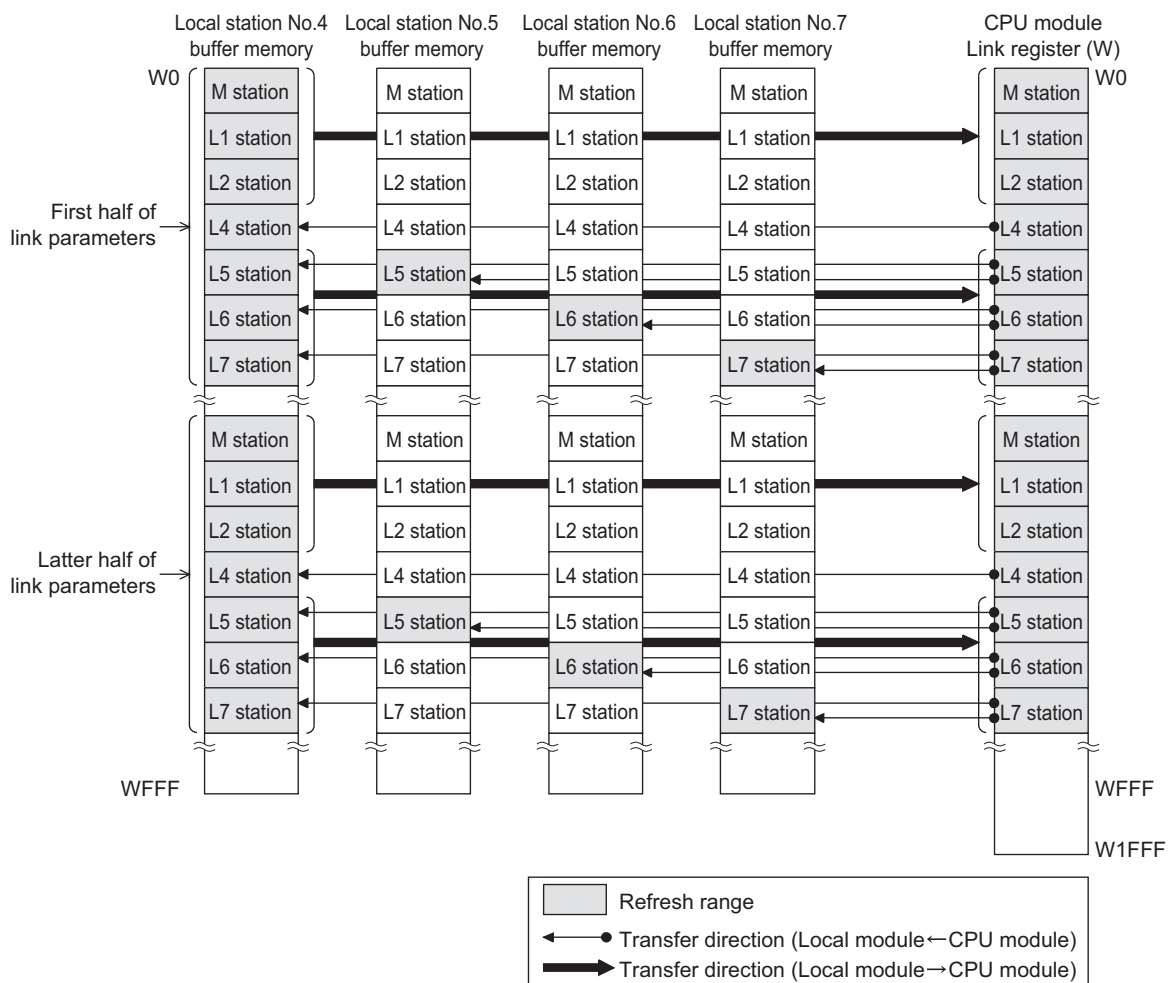 Local station No.4
buffer memory
Local station No.5
buffer memory
Local station No.6
buffer memory
Local station No.7
buffer memory
CPU module
Link register (W)
W0
M station
M station
M station
M station
M station
W0
L1 station
L1 station
L1 station
L1 station
L1 station
L2 station
L2 station
L2 station
L2 station
L2 station
First half of
link parameters
L4 station
L4 station
L4 station
L4 station
L4 station
L5 station
L5 station
L5 station
L5 station
L5 station
L6 station
L6 station
L6 station
L6 station
L6 station
L7 station
L7 station
L7 station
L7 station
L7 station
M station
M station
M station
M station
M station
L1 station
L1 station
L1 station
L1 station
L1 station
L2 station
L2 station
L2 station
L2 station
L2 station
Latter half of
link parameters
L4 station
L4 station
L4 station
L4 station
L4 station
L5 station
L5 station
L5 station
L5 station
L5 station
L6 station
L6 station
L6 station
L6 station
L6 station
L7 station
L7 station
L7 station
L7 station
L7 station
WFFF
WFFF
W1FFF
Refresh range
Transfer direction (Local module←CPU module)
Transfer direction (Local module→CPU module)